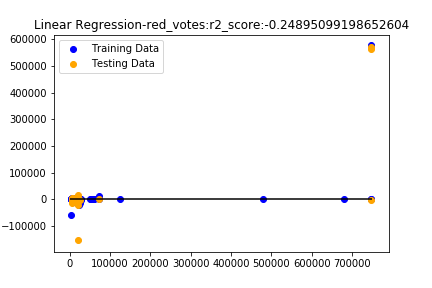 Linear Regression-red_votes:r2_score:-0.24895099198652604
Training Data
Testing Data
600000
500000
400000
300000
200000
100000
0
−100000
0 100000 200000 300000 400000 500000 600000 700000